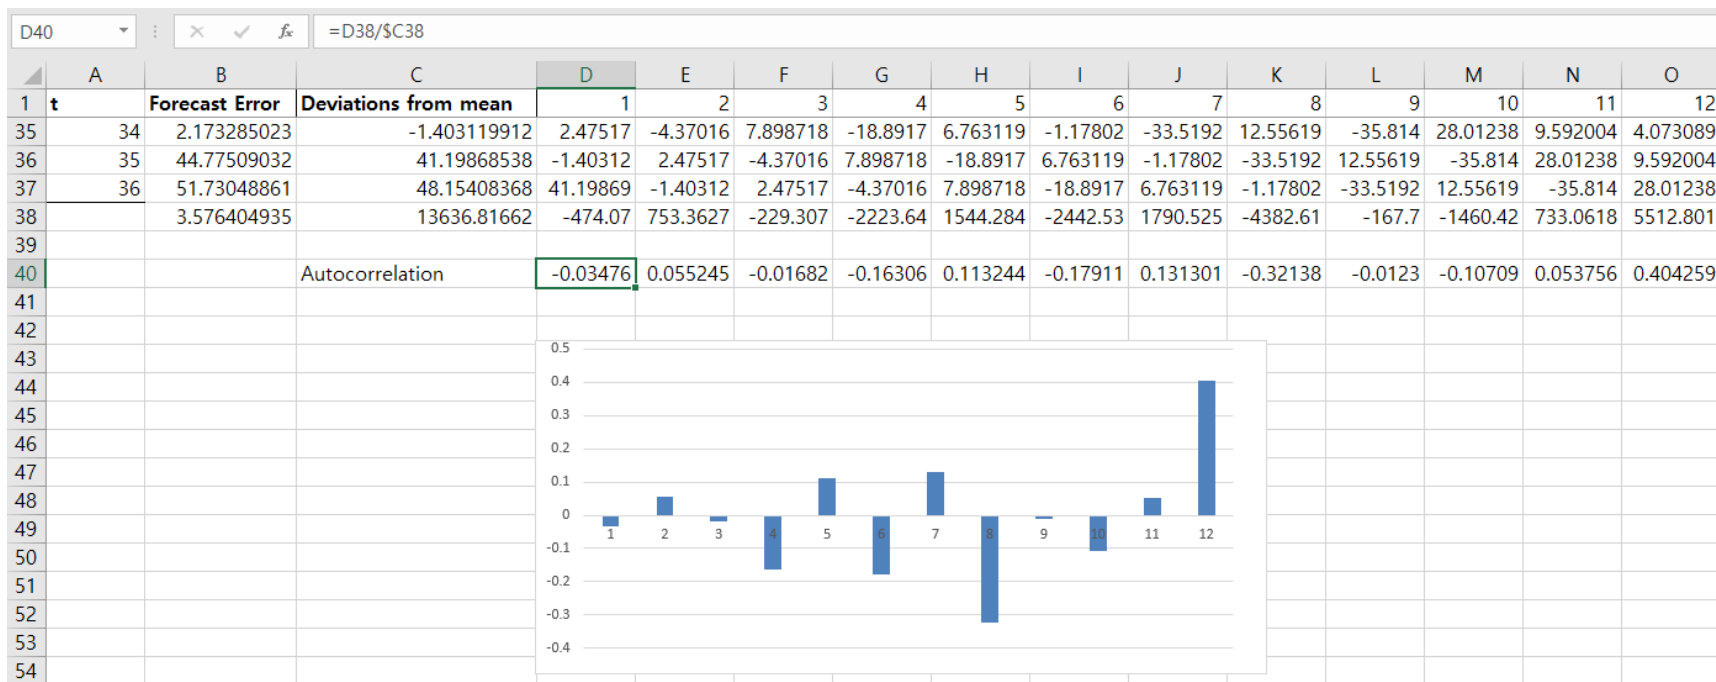 D40 fx =D38/$C38
A B C D E F G H I J K L M N O
1 t Forecast Error Deviations from mean 1 2 3 4 5 6 7 8 9 10 11 12
35 34 2.173285023 -1.403119912 2.47517 -4.37016 7.898718 -18.8917 6.763119 -1.17802 -33.5192 12.55619 -35.814 28.01238 9.592004 4.073089
36 35 44.77509032 41.19868538 -1.40312 2.47517 -4.37016 7.898718 -18.8917 6.763119 -1.17802 -33.5192 12.55619 -35.814 28.01238 9.592004
37 36 51.73048861 48.15408368 41.19869 -1.40312 2.47517 -4.37016 7.898718 -18.8917 6.763119 -1.17802 -33.5192 12.55619 -35.814 28.01238
38 3.576404935 13636.81662 -474.07 753.3627 -229.307 -2223.64 1544.284 -2442.53 1790.525 -4382.61 -167.7 -1460.42 733.0618 5512.801
39
40 Autocorrelation -0.03476 0.055245 -0.01682 -0.16306 0.113244 -0.17911 0.131301 -0.32138 -0.0123 -0.10709 0.053756 0.404259
41
42
43
44
45
46
47
48
49
50
51
52
53
54
0.5
0.4
0.3
0.2
0.1
0
1 2 3 4 5 6 7 8 9 10 11 12
-0.1
-0.2
-0.3
-0.4